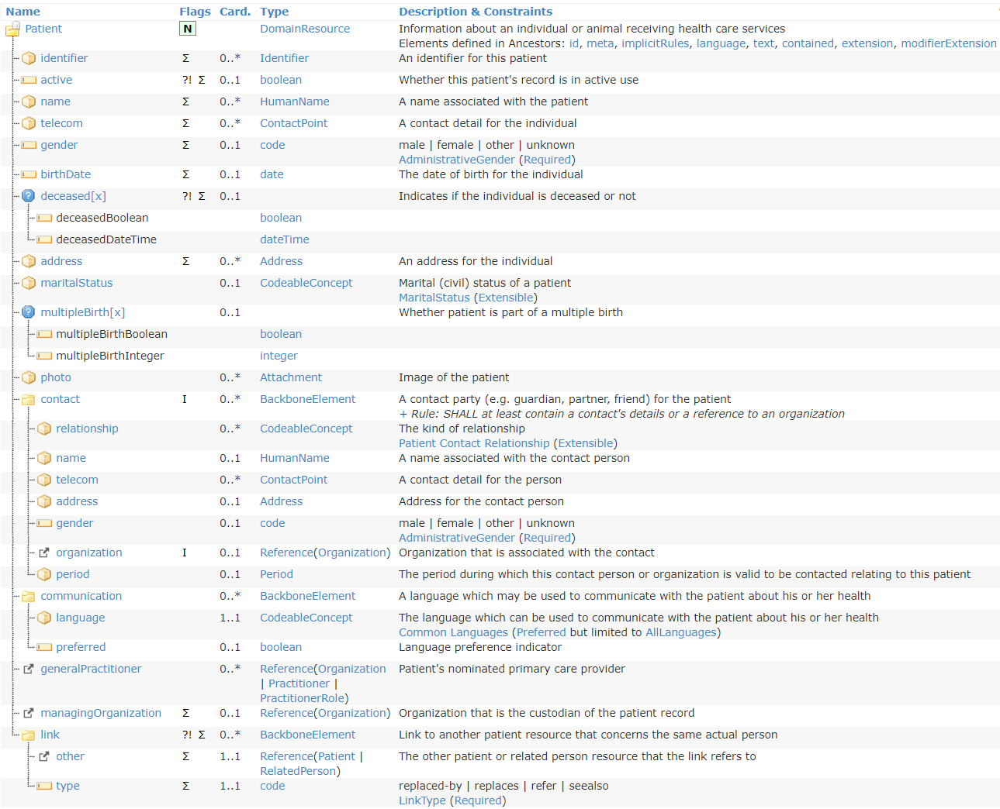 Name Flags Card. Type Description & Constraints
Patient N DomainResource Information about an individual or animal receiving health care services
Elements defined in Ancestors: id, meta, implicitRules, language, text, contained, extension, modifierExtension
identifier Σ 0..* Identifier An identifier for this patient
active ?! Σ 0..1 boolean Whether this patient's record is in active use
name Σ 0..* HumanName A name associated with the patient
telecom Σ 0..* ContactPoint A contact detail for the individual
gender Σ 0..1 code male | female | other | unknown
AdministrativeGender (Required)
birthDate Σ 0..1 date The date of birth for the individual
deceased[x] ?! Σ 0..1 Indicates if the individual is deceased or not
deceasedBoolean boolean
deceasedDateTime dateTime
address Σ 0..* Address An address for the individual
maritalStatus 0..1 CodeableConcept Marital (civil) status of a patient
MaritalStatus (Extensible)
multipleBirth[x] 0..1 Whether patient is part of a multiple birth
multipleBirthBoolean boolean
multipleBirthInteger integer
photo 0..* Attachment Image of the patient
contact I 0..* BackboneElement A contact party (e.g. guardian, partner, friend) for the patient
+ Rule: SHALL at least contain a contact's details or a reference to an organization
relationship 0..* CodeableConcept The kind of relationship
Patient Contact Relationship (Extensible)
name 0..1 HumanName A name associated with the contact person
telecom 0..* ContactPoint A contact detail for the person
address 0..1 Address Address for the contact person
gender 0..1 code male | female | other | unknown
AdministrativeGender (Required)
organization I 0..1 Reference(Organization) Organization that is associated with the contact
period 0..1 Period The period during which this contact person or organization is valid to be contacted relating to this patient
communication 0..* BackboneElement A language which may be used to communicate with the patient about his or her health
language 1..1 CodeableConcept The language which can be used to communicate with the patient about his or her health
Common Languages (Preferred but limited to AllLanguages)
preferred 0..1 boolean Language preference indicator
generalPractitioner 0..* Reference(Organization Patient's nominated primary care provider
| Practitioner |
PractitionerRole)
managingOrganization Σ 0..1 Reference(Organization) Organization that is the custodian of the patient record
link ?! Σ 0..* BackboneElement Link to another patient resource that concerns the same actual person
other Σ 1..1 Reference(Patient | The other patient or related person resource that the link refers to
RelatedPerson)
type Σ 1..1 code replaced-by | replaces | refer | seealso
LinkType (Required)